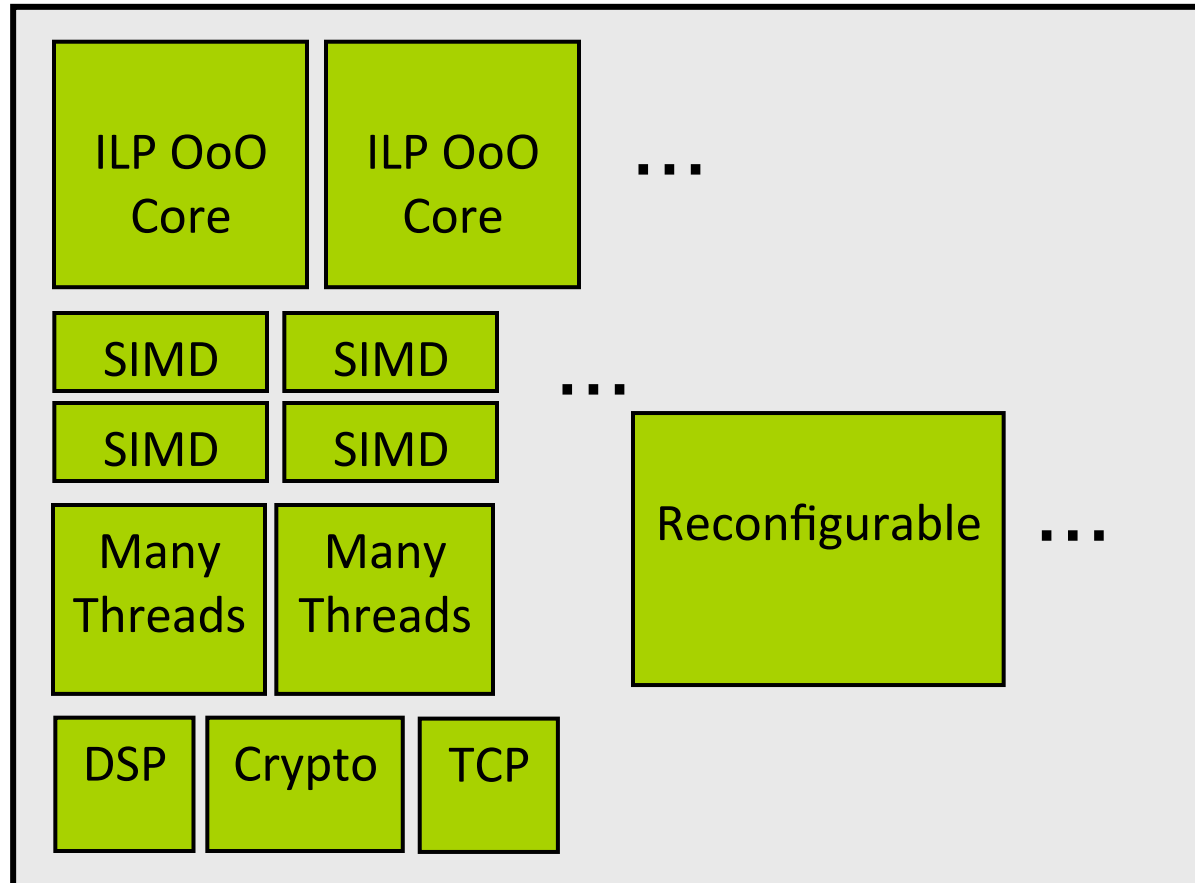 ILP OoO
Core
ILP OoO
Core
...
SIMD
SIMD
...
SIMD
SIMD
Many
Threads
Many
Threads
Reconfigurable
...
DSP
Crypto
TCP